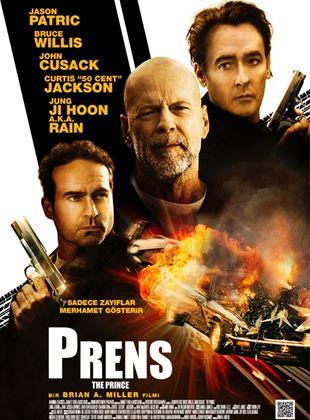 JASON
PATRIC
BRUCE
WILLIS
JOHN
CUSACK
CURTIS "50 CENT"
JACKSON
JUNG
JI HOON
A.K.A.
RAIN
SADECE ZAYIFLAR
MERHAMET GÖSTERİR
PRENS
THE PRINCE
BİR BRIAN A. MILLER FİLMİ